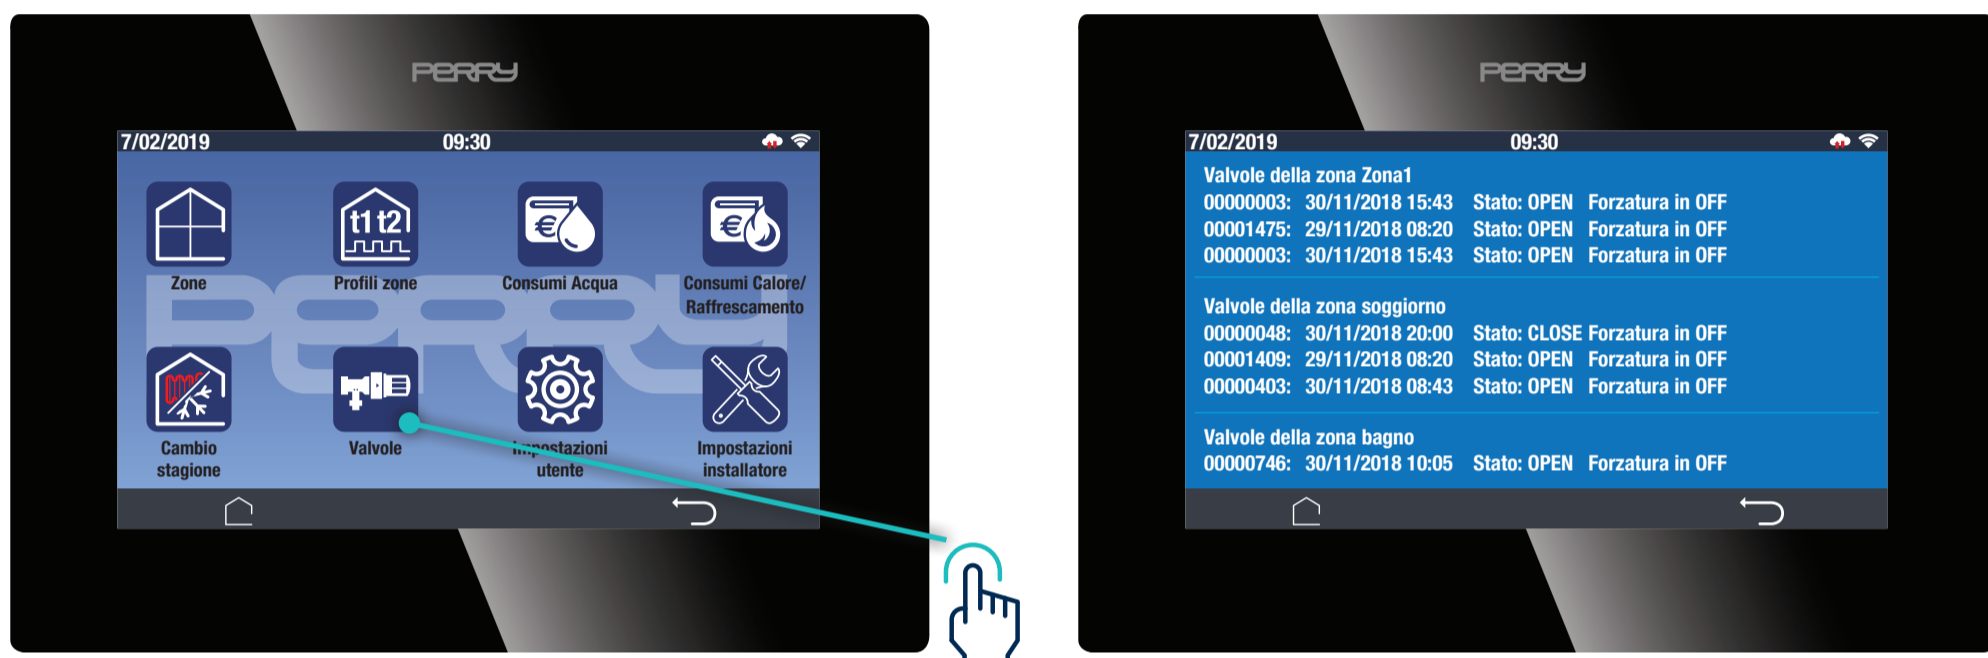 PERRY
7/02/2019 09:30
t1 t2
€
€
Zone
Profili zone
Consumi Acqua
Consumi Calore/
Raffrescamento
PERRY
Cambio
stagione
Valvole
Impostazioni
utente
Impostazioni
installatore
PERRY
7/02/2019 09:30
Valvole della zona Zona1
00000003: 30/11/2018 15:43 Stato: OPEN Forzatura in OFF
00001475: 29/11/2018 08:20 Stato: OPEN Forzatura in OFF
00000003: 30/11/2018 15:43 Stato: OPEN Forzatura in OFF
Valvole della zona soggiorno
00000048: 30/11/2018 20:00 Stato: CLOSE Forzatura in OFF
00001409: 29/11/2018 08:20 Stato: OPEN Forzatura in OFF
00000403: 30/11/2018 08:43 Stato: OPEN Forzatura in OFF
Valvole della zona bagno
00000746: 30/11/2018 10:05 Stato: OPEN Forzatura in OFF